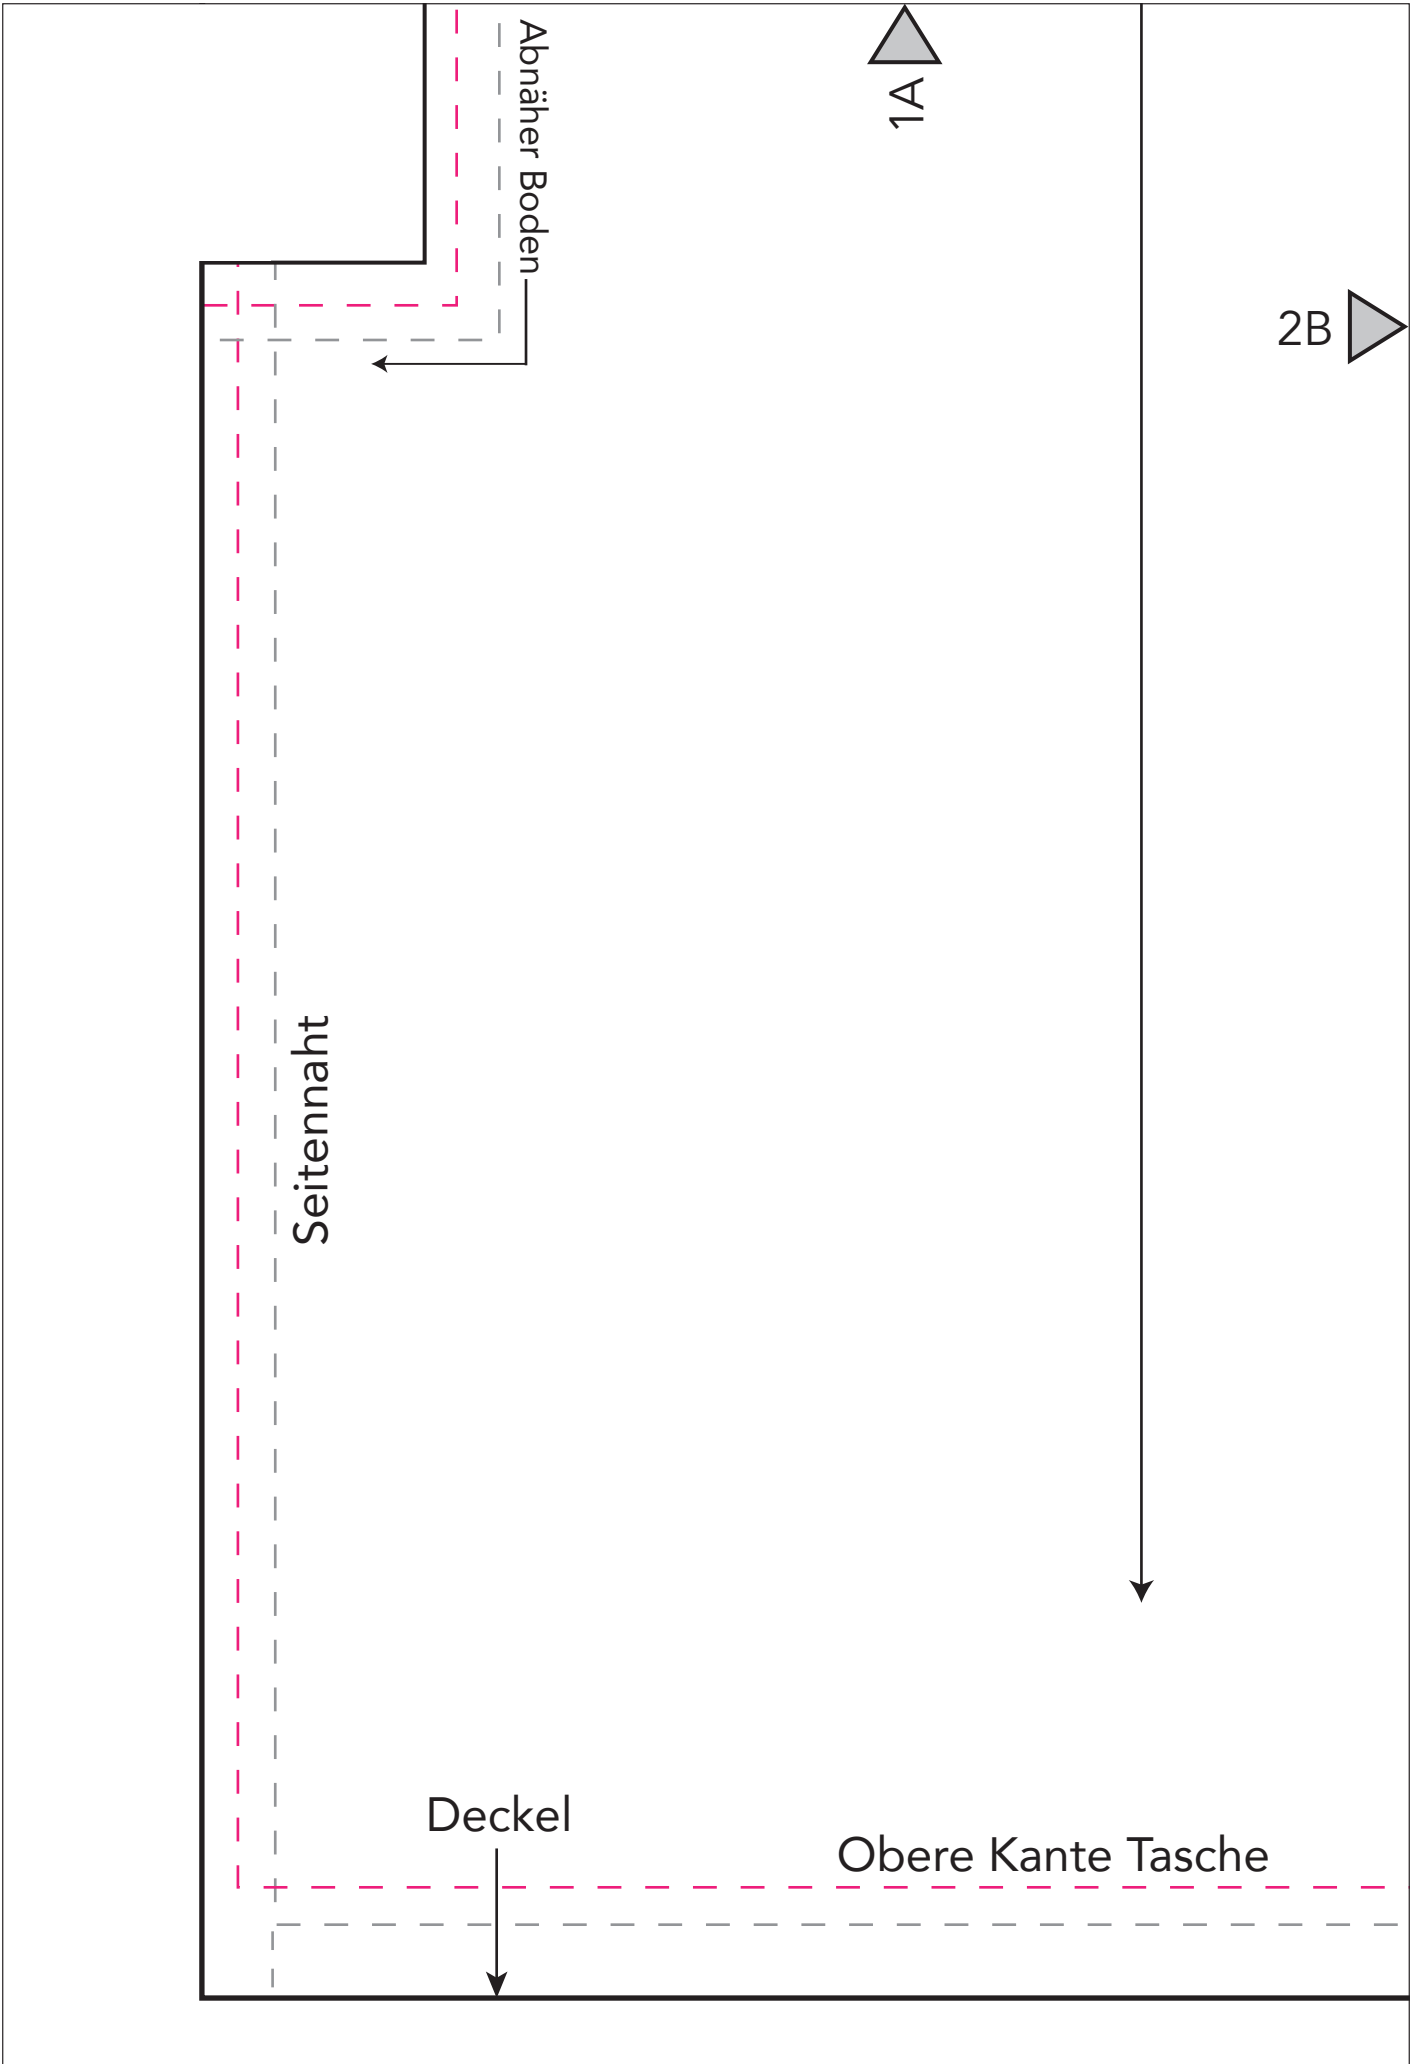 Abnäher Boden
1A
2B
Seitennaht
Deckel
Obere Kante Tasche